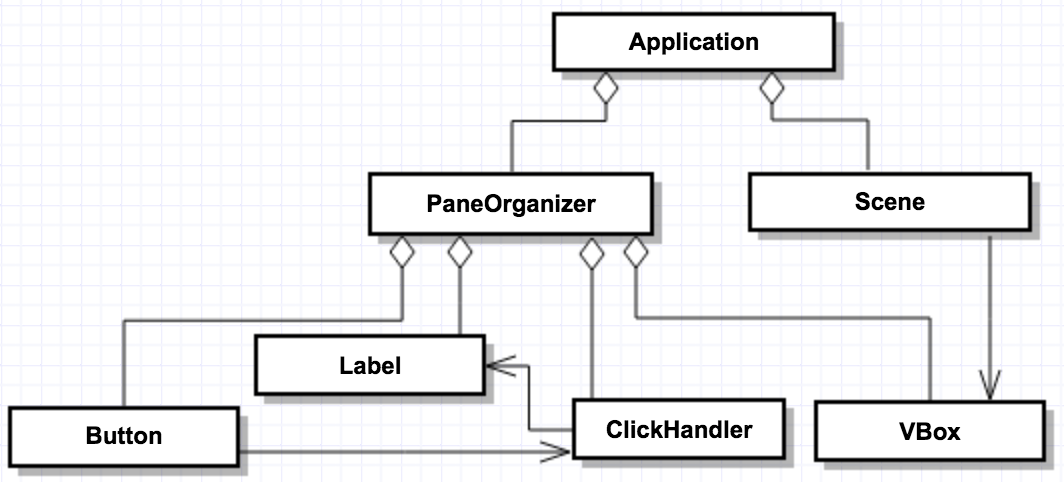 Application
PaneOrganizer
Scene
Label
Button
ClickHandler
VBox